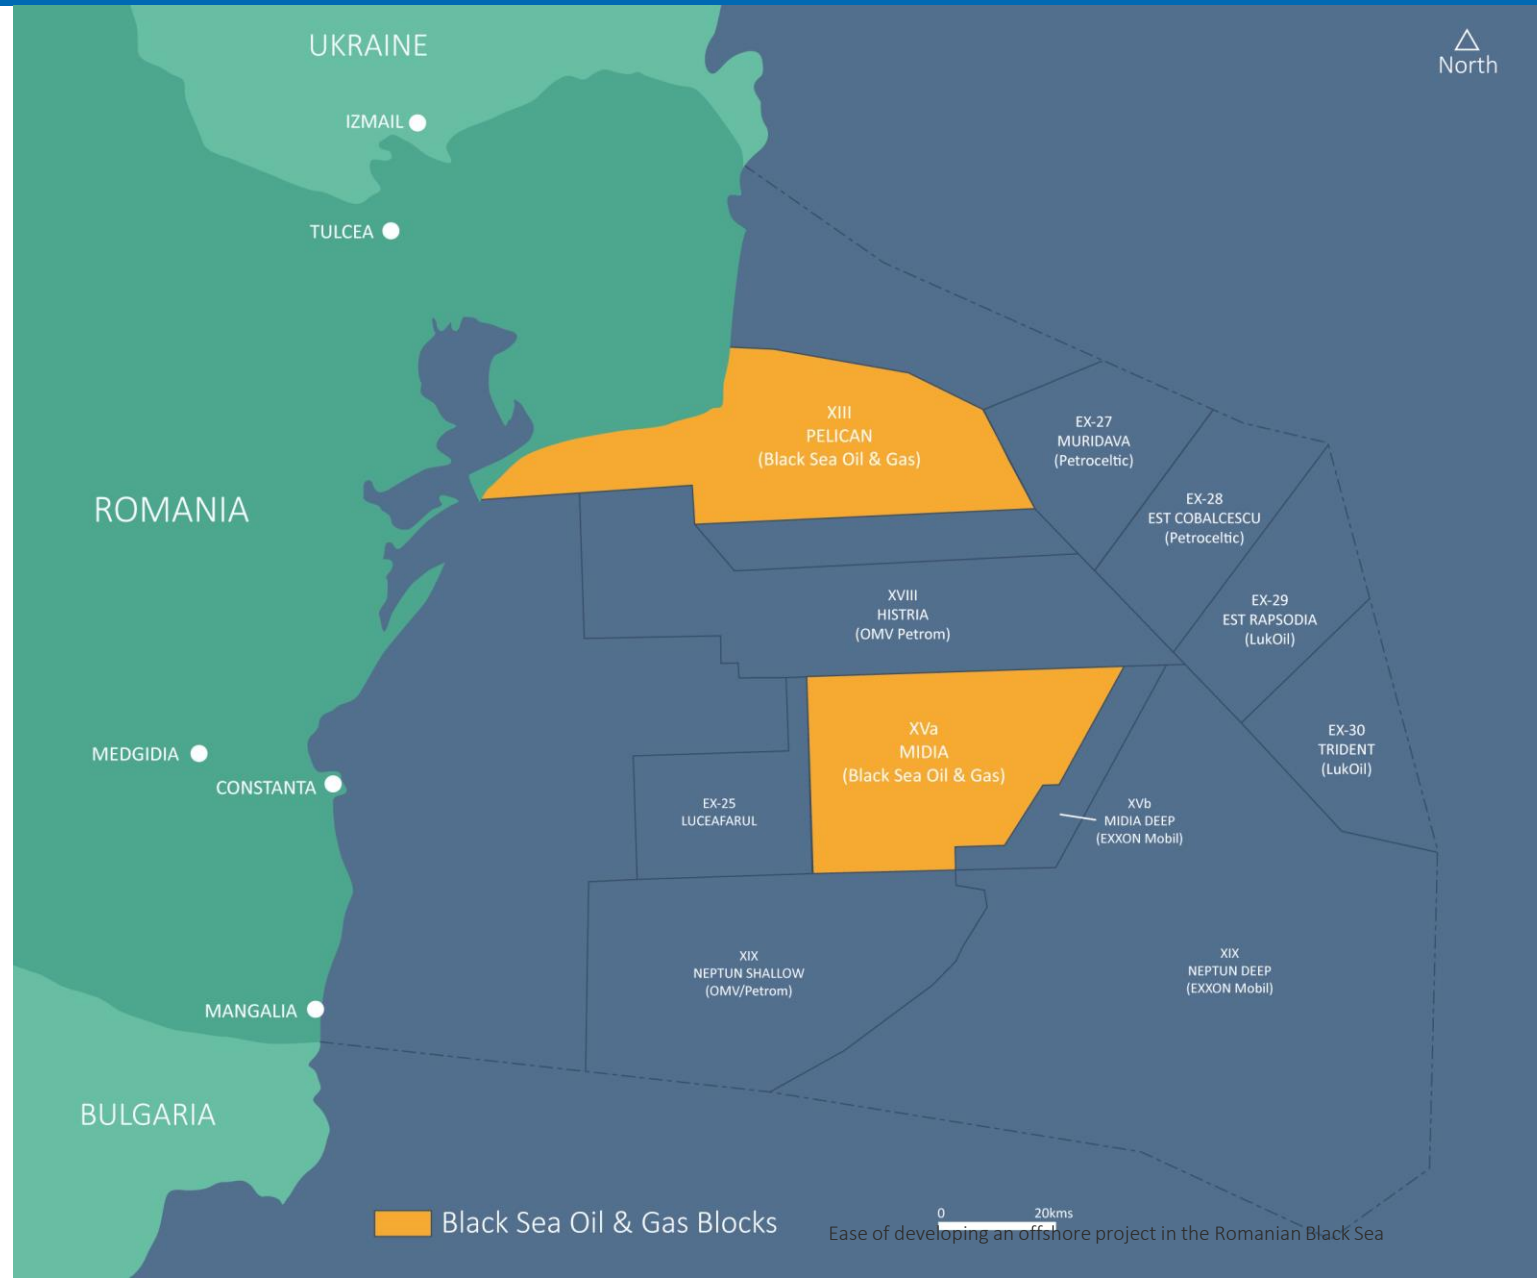 UKRAINE
North
IZMAIL
TULCEA
XIII
PELICAN
(Black Sea Oil & Gas)
EX-27
MURIDAVA
(Petroceltic)
ROMANIA
EX-28
EST COBALCESCU
(Petroceltic)
XVIII
HISTRIA
(OMV Petrom)
EX-29
EST RAPSODIA
(LukOil)
XVa
MIDIA
(Black Sea Oil & Gas)
EX-30
TRIDENT
(LukOil)
MEDGIDIA
CONSTANTA
EX-25
LUCEAFARUL
XVb
MIDIA DEEP
(EXXON Mobil)
XIX
NEPTUN SHALLOW
(OMV/Petrom)
XIX
NEPTUN DEEP
(EXXON Mobil)
MANGALIA
BULGARIA
Black Sea Oil & Gas Blocks
0 20kms
Ease of developing an offshore project in the Romanian Black Sea